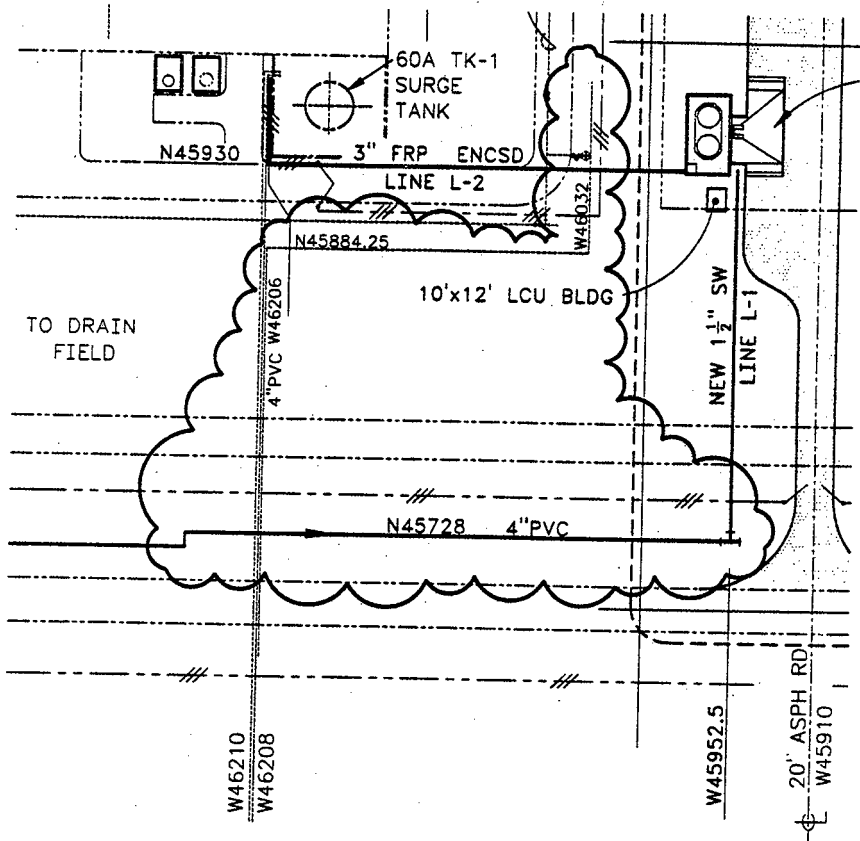 60A TK-1
SURGE
TANK
N45930
3" FRP ENCSD
LINE L-2
W46032
N45884.25
10'x12' LCU BLDG
TO DRAIN
FIELD
4"PVC W46206
NEW 1 1/2" SW
LINE L-1
N45728 4"PVC
W46210
W46208
W45952.5
20" ASPH RD
W45910